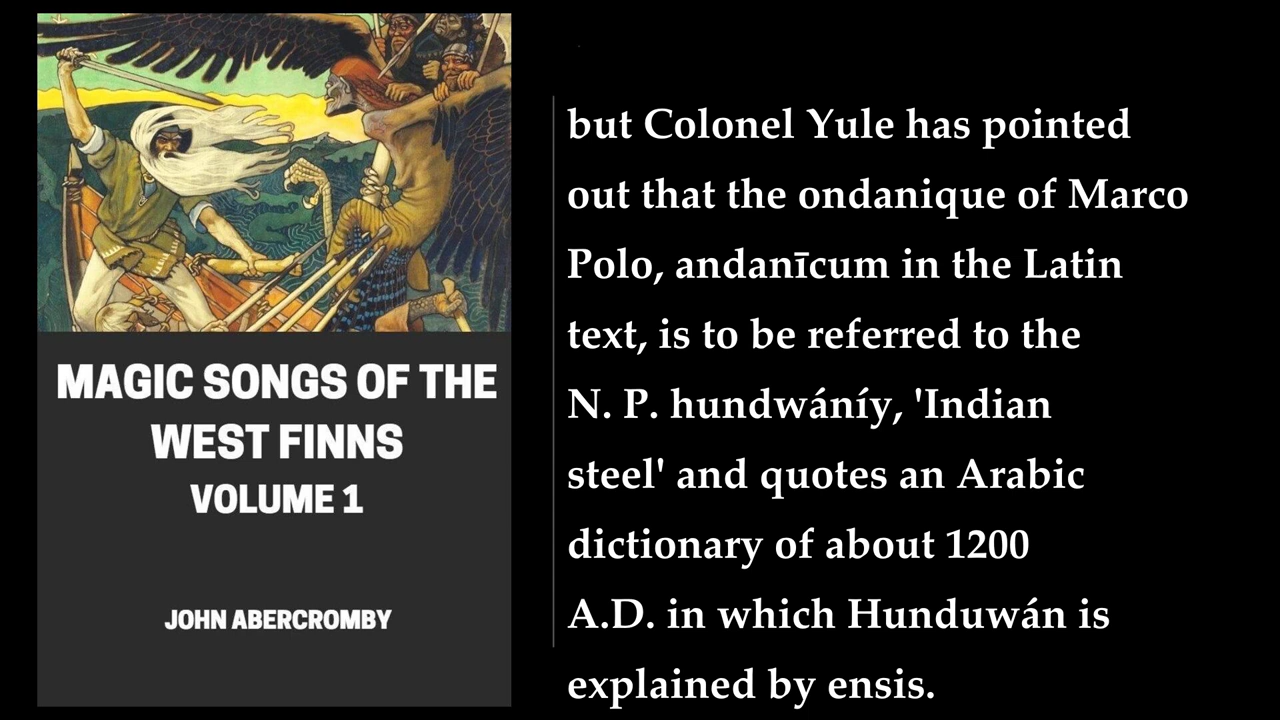 MAGIC SONGS OF THE
WEST FINNS
VOLUME 1
JOHN ABERCROMBY
but Colonel Yule has pointed
out that the ondanique of Marco
Polo, andanīcum in the Latin
text, is to be referred to the
N. P. hundwáníy, 'Indian
steel' and quotes an Arabic
dictionary of about 1200
A.D. in which Hunduwán is
explained by ensis.